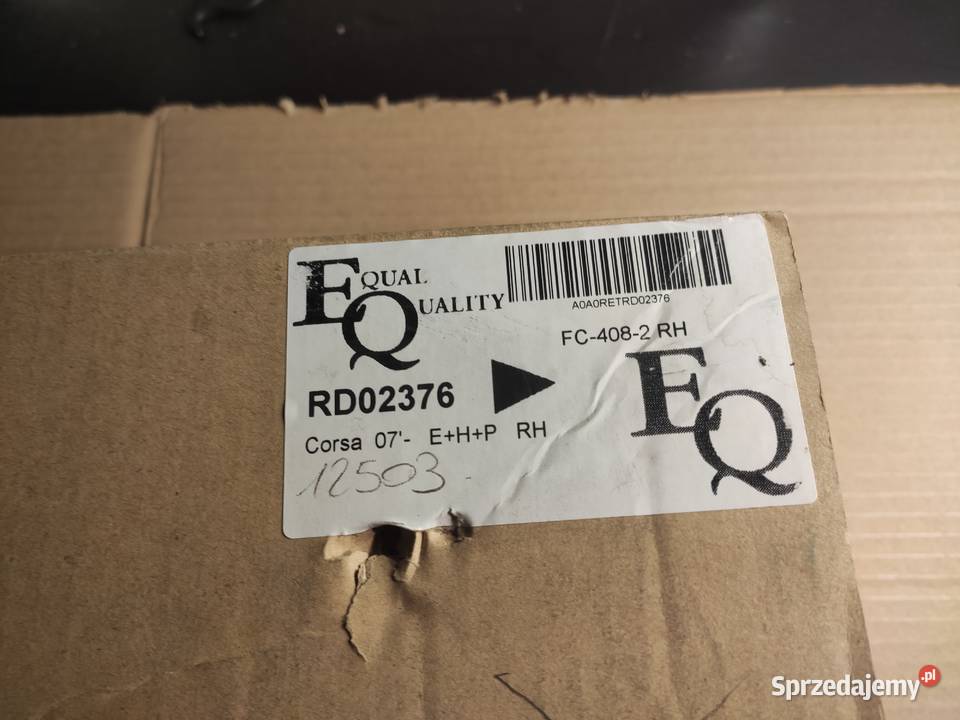 EQUAL
QUALITY
A0A0RETRD02376
FC-408-2 RH
EQ
RD02376
Corsa 07'- E+H+P RH
12503
Sprzedajemy.pl